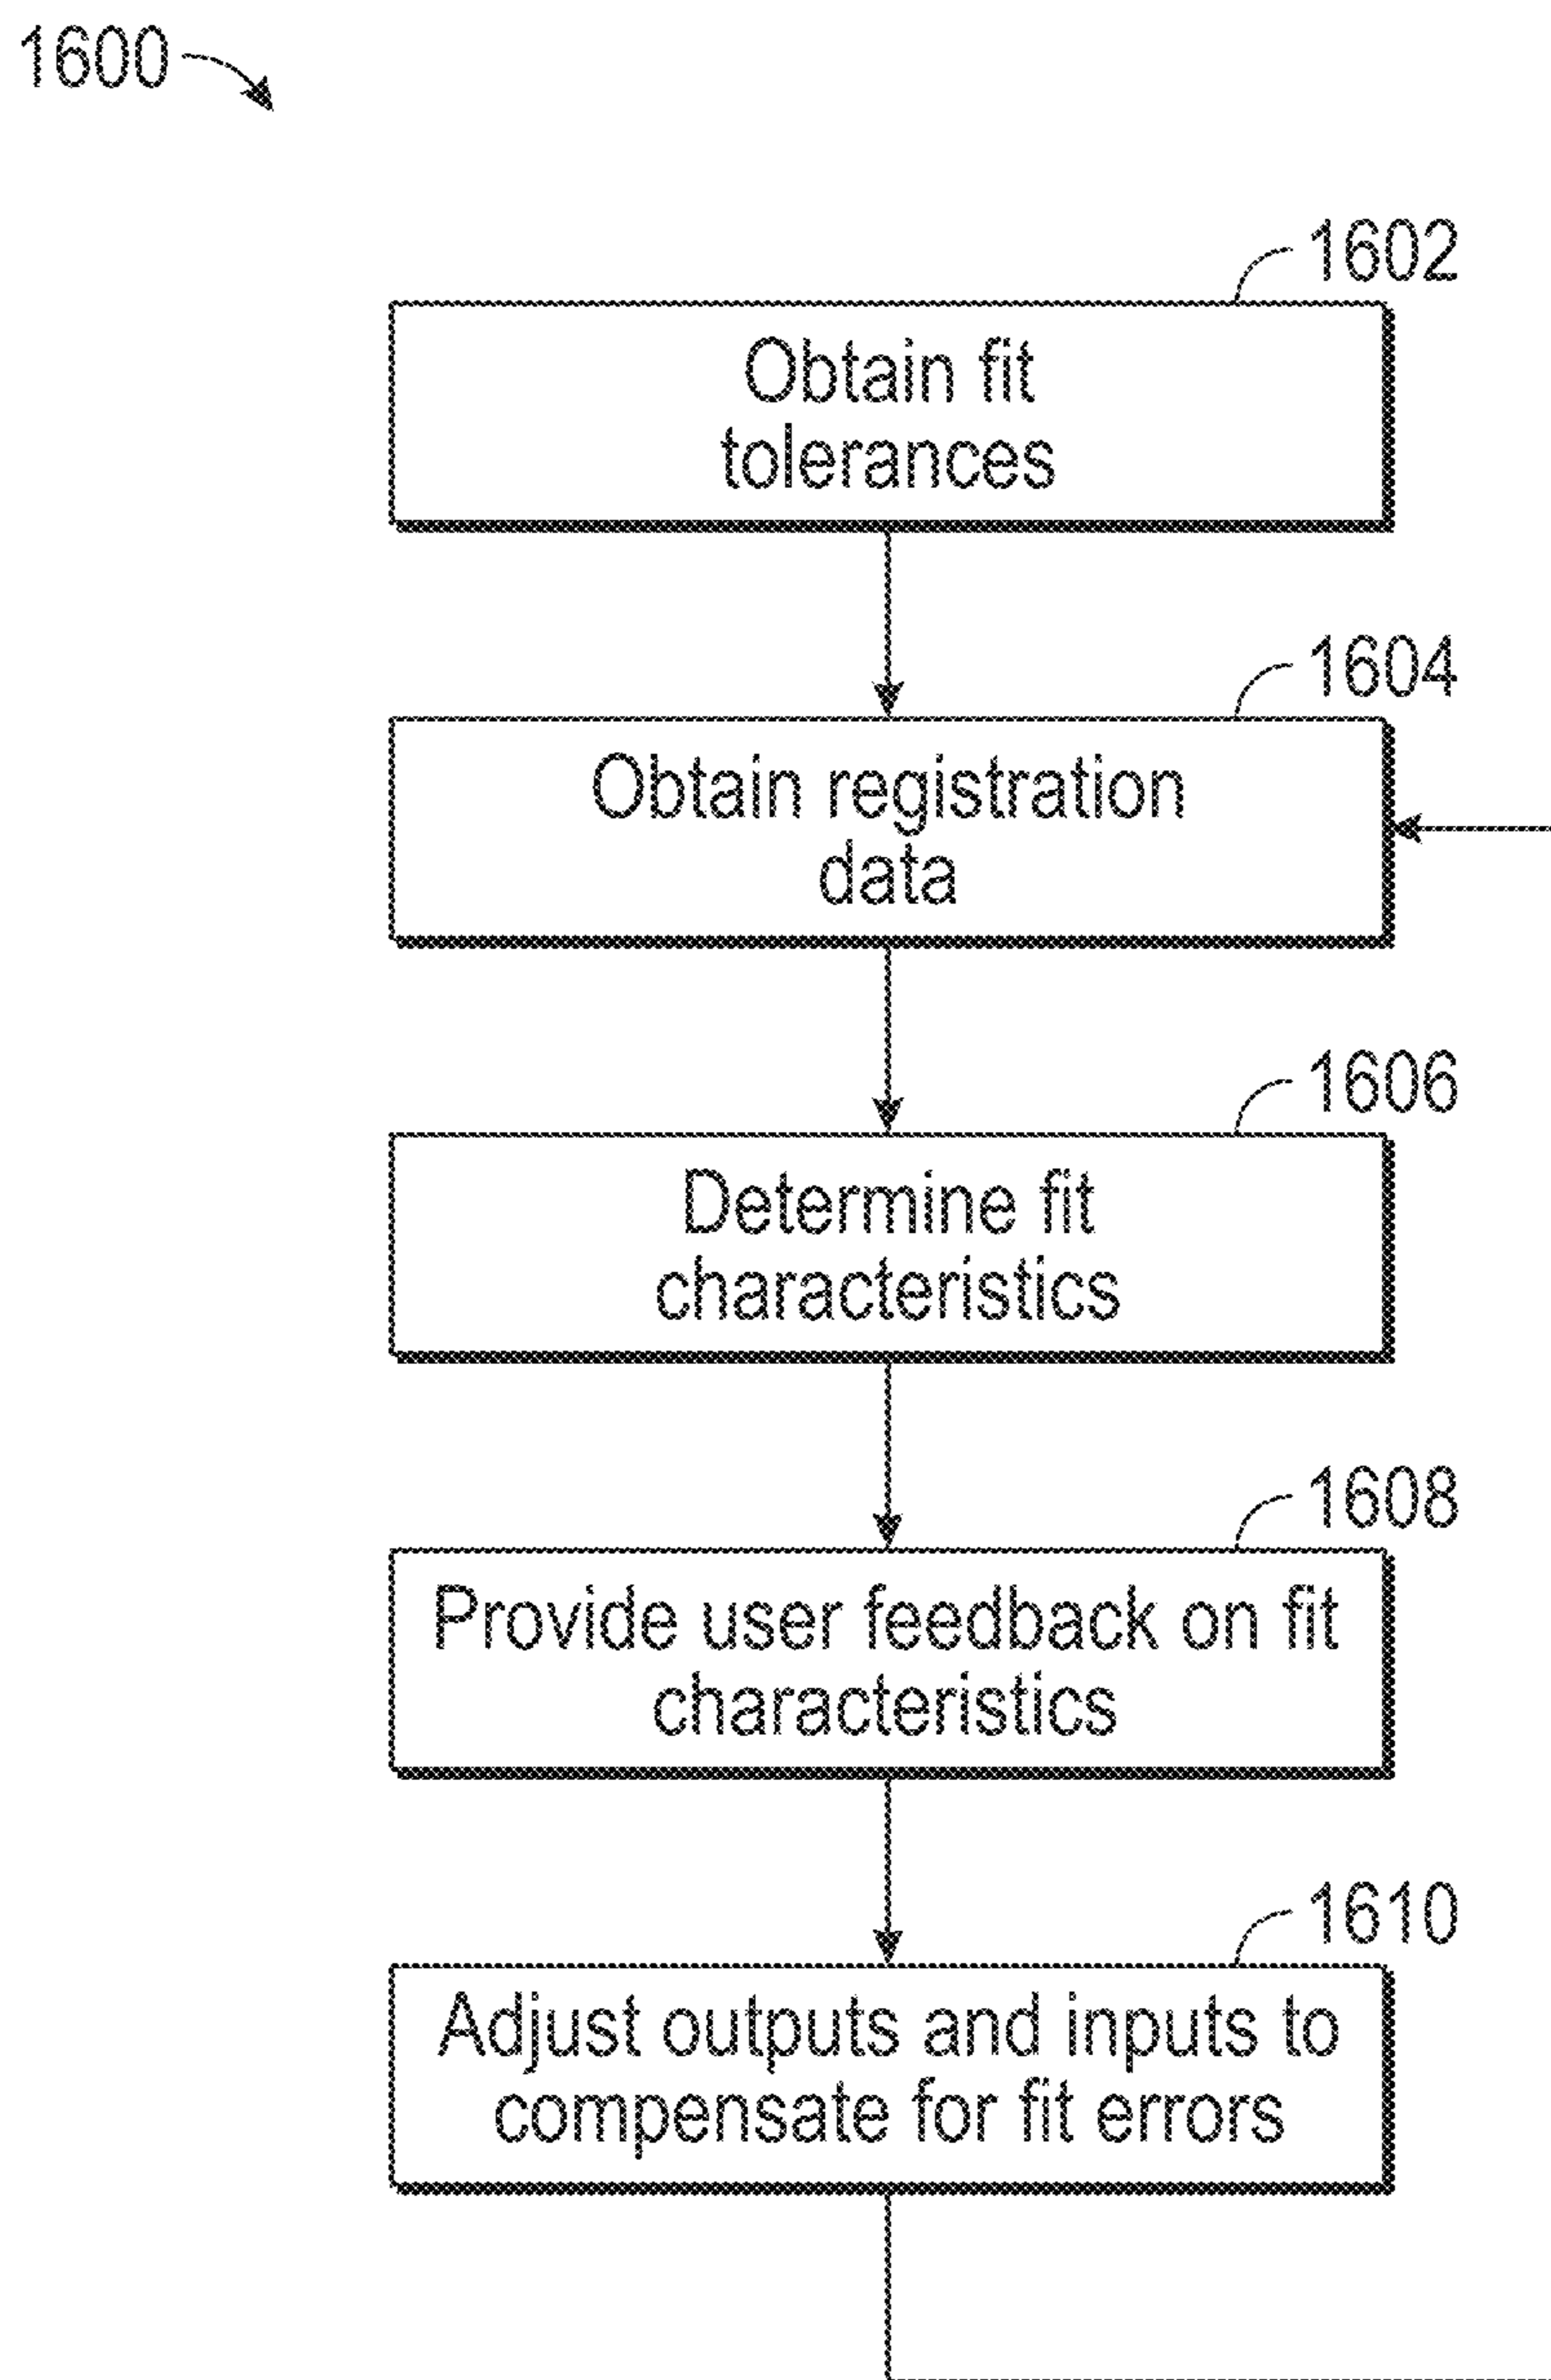 1600
1602
Obtain fit
tolerances
1604
Obtain registration
data
1606
Determine fit
characteristics
1608
Provide user feedback on fit
characteristics
1610
Adjust outputs and inputs to
compensate for fit errors